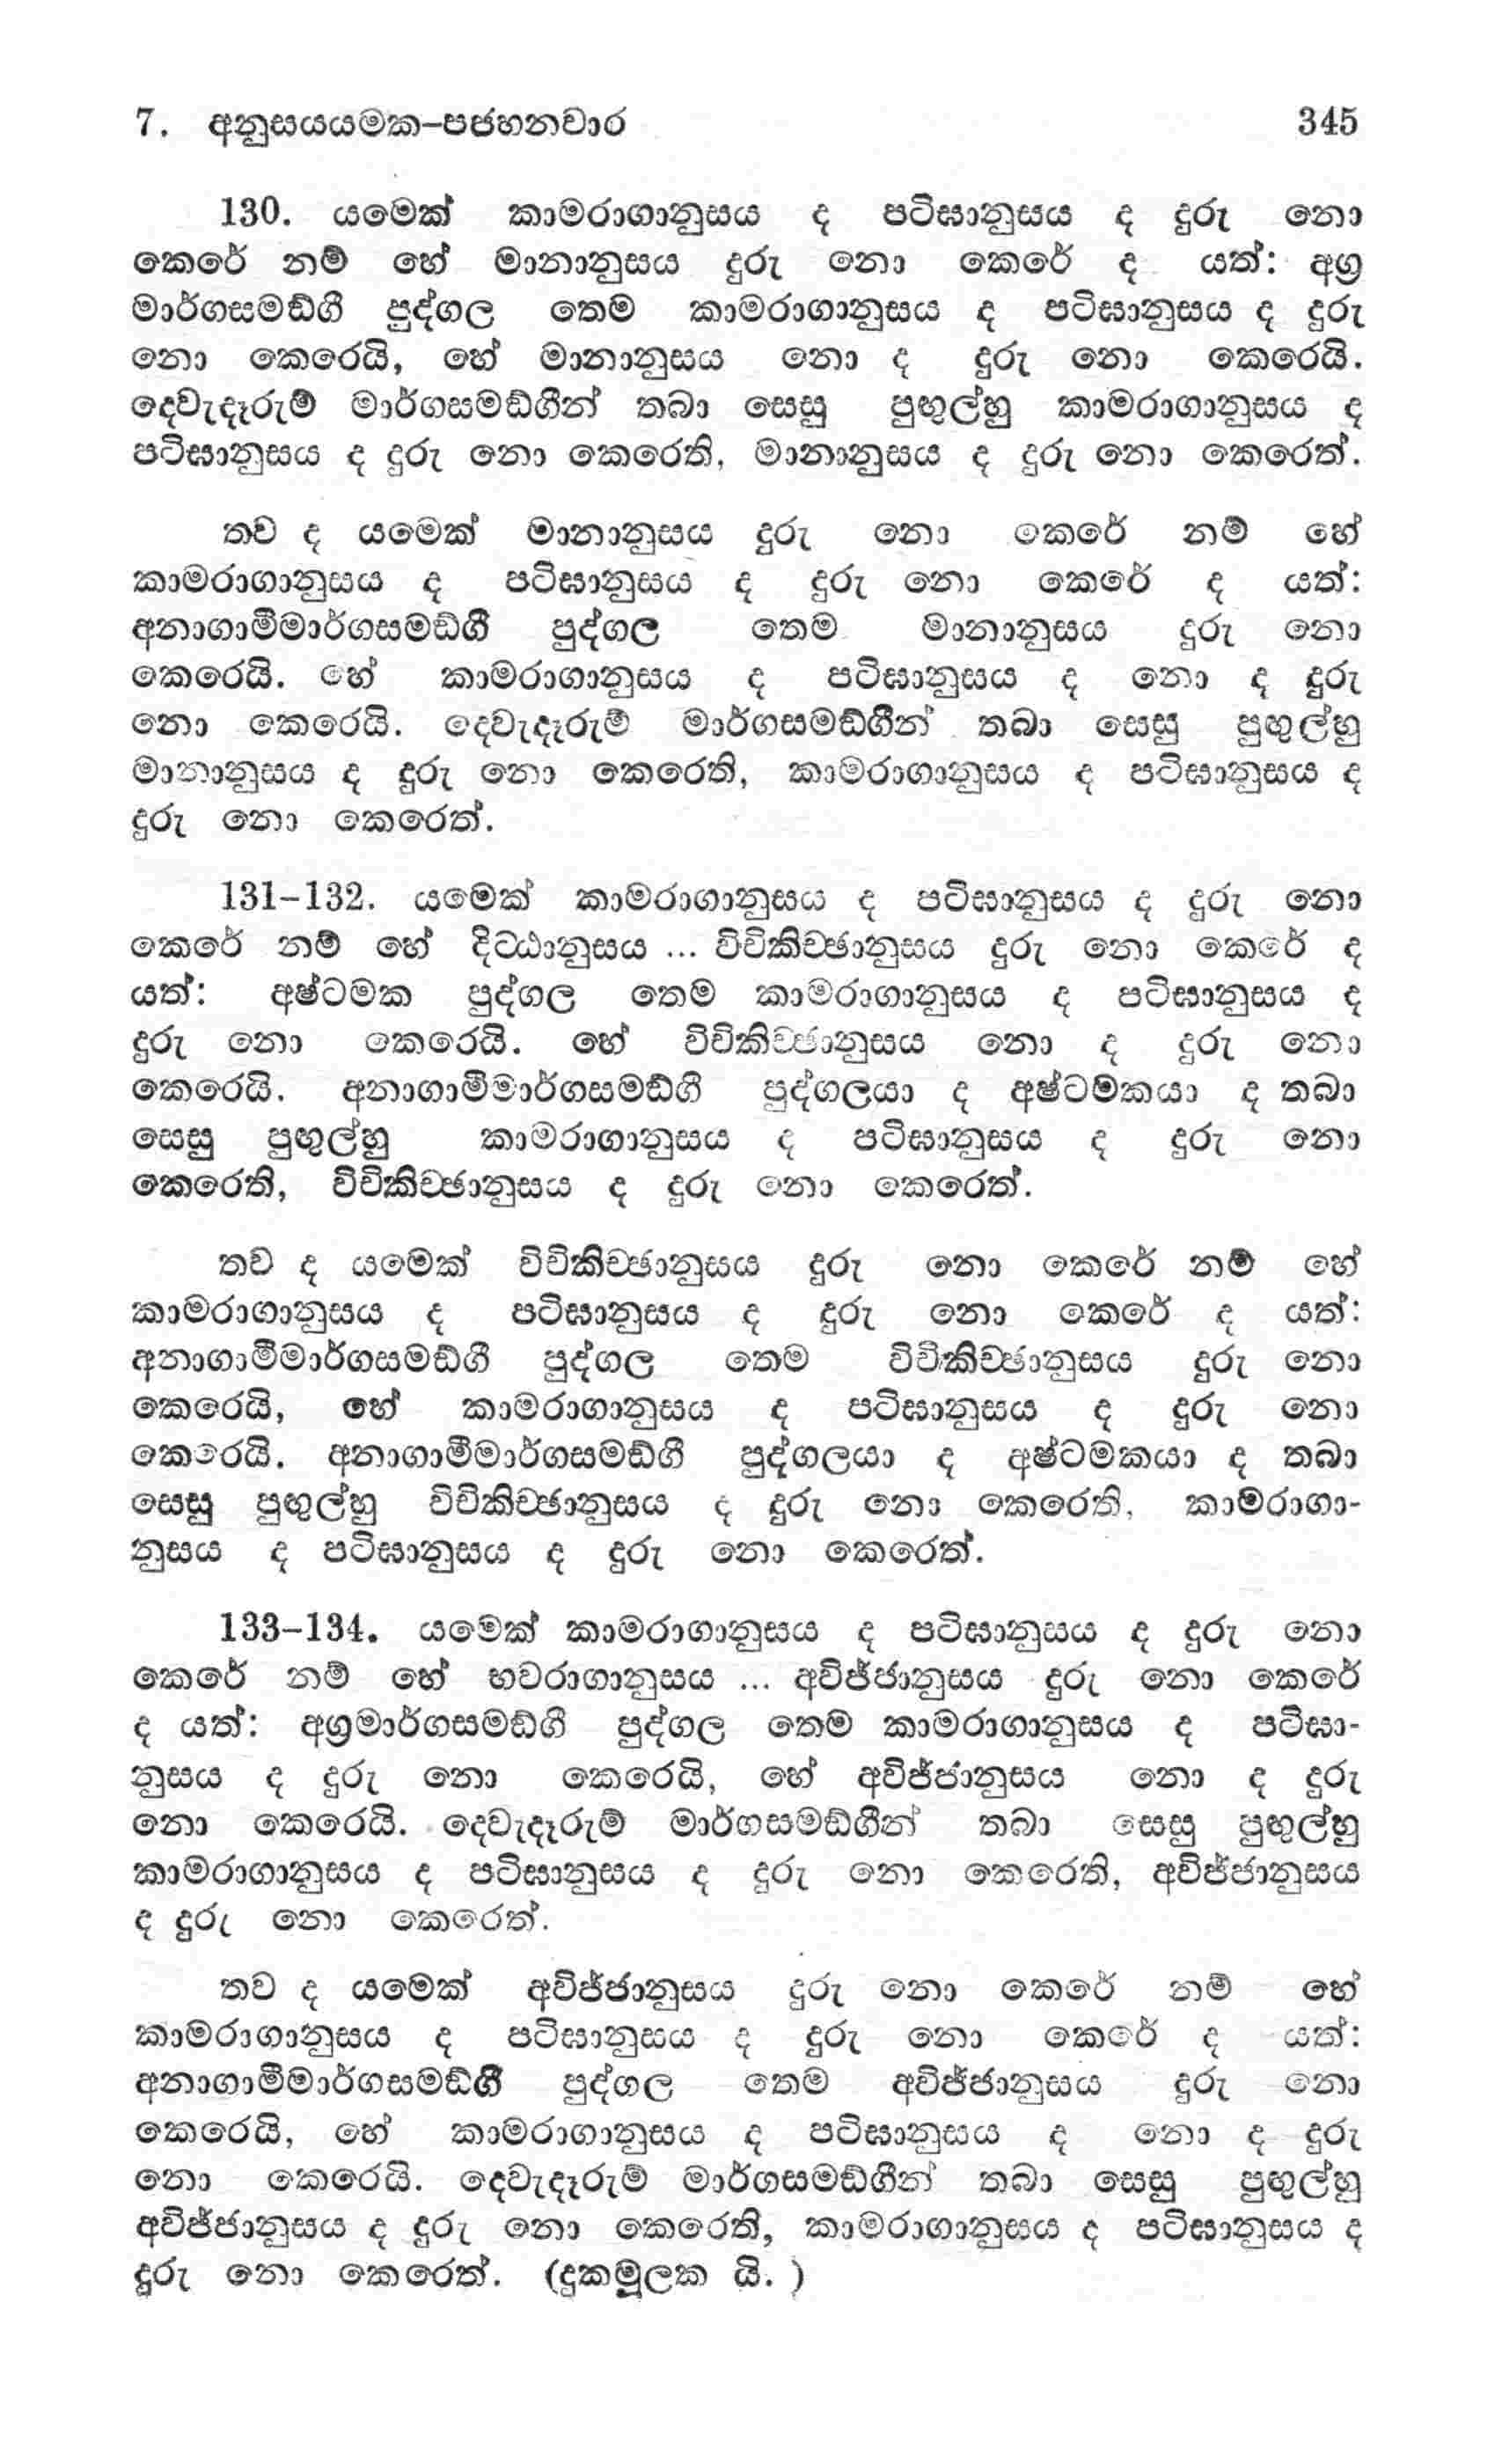 7. අනුසයයමක–පජහනවාර 345
130. යමෙක් කාමරාගානුසය ද පටිඝානුසය ද දුරු නො
කෙරේ නම් හේ මානානුසය දුරු නො කෙරේ ද යත්: අග්‍ර
මාර්ගසමඞ්ගී පුද්ගල තෙම කාමරාගානුසය ද පටිඝානුසය ද දුරු
නො කෙරෙයි, හේ මානානුසය නො ද දුරු නො කෙරෙයි.
දෙවැදෑරුම් මාර්ගසමඞ්ගීන් තබා සෙසු පුඟුල්හු කාමරාගානුසය ද
පටිඝානුසය ද දුරු නො කෙරෙති, මානානුසය ද දුරු නො කෙරෙත්.
තව ද යමෙක් මානානුසය දුරු නො කෙරේ නම් හේ
කාමරාගානුසය ද පටිඝානුසය ද දුරු නො කෙරේ ද යත්:
අනාගාමීමාර්ගසමඞ්ගී පුද්ගල තෙම මානානුසය දුරු නො
කෙරෙයි. හේ කාමරාගානුසය ද පටිඝානුසය ද නො ද දුරු
නො කෙරෙයි. දෙවැදෑරුම් මාර්ගසමඞ්ගීන් තබා සෙසු පුඟුල්හු
මානානුසය ද දුරු නො කෙරෙති, කාමරාගානුසය ද පටිඝානුසය ද
දුරු නො කෙරෙත්.
131–132. යමෙක් කාමරාගානුසය ද පටිඝානුසය ද දුරු නො
කෙරේ නම් හේ දිට්ඨානුසය ... විචිකිච්ඡානුසය දුරු නො කෙරේ ද
යත්: අෂ්ටමක පුද්ගල තෙම කාමරාගානුසය ද පටිඝානුසය ද
දුරු නො කෙරෙයි. හේ විචිකිච්ඡානුසය නො ද දුරු නො
කෙරෙයි. අනාගාමීමාර්ගසමඞ්ගී පුද්ගලයා ද අෂ්ටමකයා ද තබා
සෙසු පුඟුල්හු කාමරාගානුසය ද පටිඝානුසය ද දුරු නො
කෙරෙති, විචිකිච්ඡානුසය ද දුරු නො කෙරෙත්.
තව ද යමෙක් විචිකිච්ඡානුසය දුරු නො කෙරේ නම් හේ
කාමරාගානුසය ද පටිඝානුසය ද දුරු නො කෙරේ ද යත්:
අනාගාමීමාර්ගසමඞ්ගී පුද්ගල තෙම විචිකිච්ඡානුසය දුරු නො
කෙරෙයි, හේ කාමරාගානුසය ද පටිඝානුසය ද දුරු නො
කෙරෙයි. අනාගාමීමාර්ගසමඞ්ගී පුද්ගලයා ද අෂ්ටමකයා ද තබා
සෙසු පුඟුල්හු විචිකිච්ඡානුසය ද දුරු නො කෙරෙති, කාමරාගා-
නුසය ද පටිඝානුසය ද දුරු නො කෙරෙත්.
133–134. යමෙක් කාමරාගානුසය ද පටිඝානුසය ද දුරු නො
කෙරේ නම් හේ භවරාගානුසය ... අවිජ්ජානුසය දුරු නො කෙරේ
ද යත්: අග්‍රමාර්ගසමඞ්ගී පුද්ගල තෙම කාමරාගානුසය ද පටිඝා-
නුසය ද දුරු නො කෙරෙයි, හේ අවිජ්ජානුසය නො ද දුරු
නො කෙරෙයි. දෙවැදෑරුම් මාර්ගසමඞ්ගීන් තබා සෙසු පුඟුල්හු
කාමරාගානුසය ද පටිඝානුසය ද දුරු නො කෙරෙති, අවිජ්ජානුසය
ද දුරු නො කෙරෙත්.
තව ද යමෙක් අවිජ්ජානුසය දුරු නො කෙරේ නම් හේ
කාමරාගානුසය ද පටිඝානුසය ද දුරු නො කෙරේ ද යත්:
අනාගාමීමාර්ගසමඞ්ගී පුද්ගල තෙම අවිජ්ජානුසය දුරු නො
කෙරෙයි, හේ කාමරාගානුසය ද පටිඝානුසය ද නො ද දුරු
නො කෙරෙයි. දෙවැදෑරුම් මාර්ගසමඞ්ගීන් තබා සෙසු පුඟුල්හු
අවිජ්ජානුසය ද දුරු නො කෙරෙති, කාමරාගානුසය ද පටිඝානුසය ද
දුරු නො කෙරෙත්. (දුකමූලක යි. )